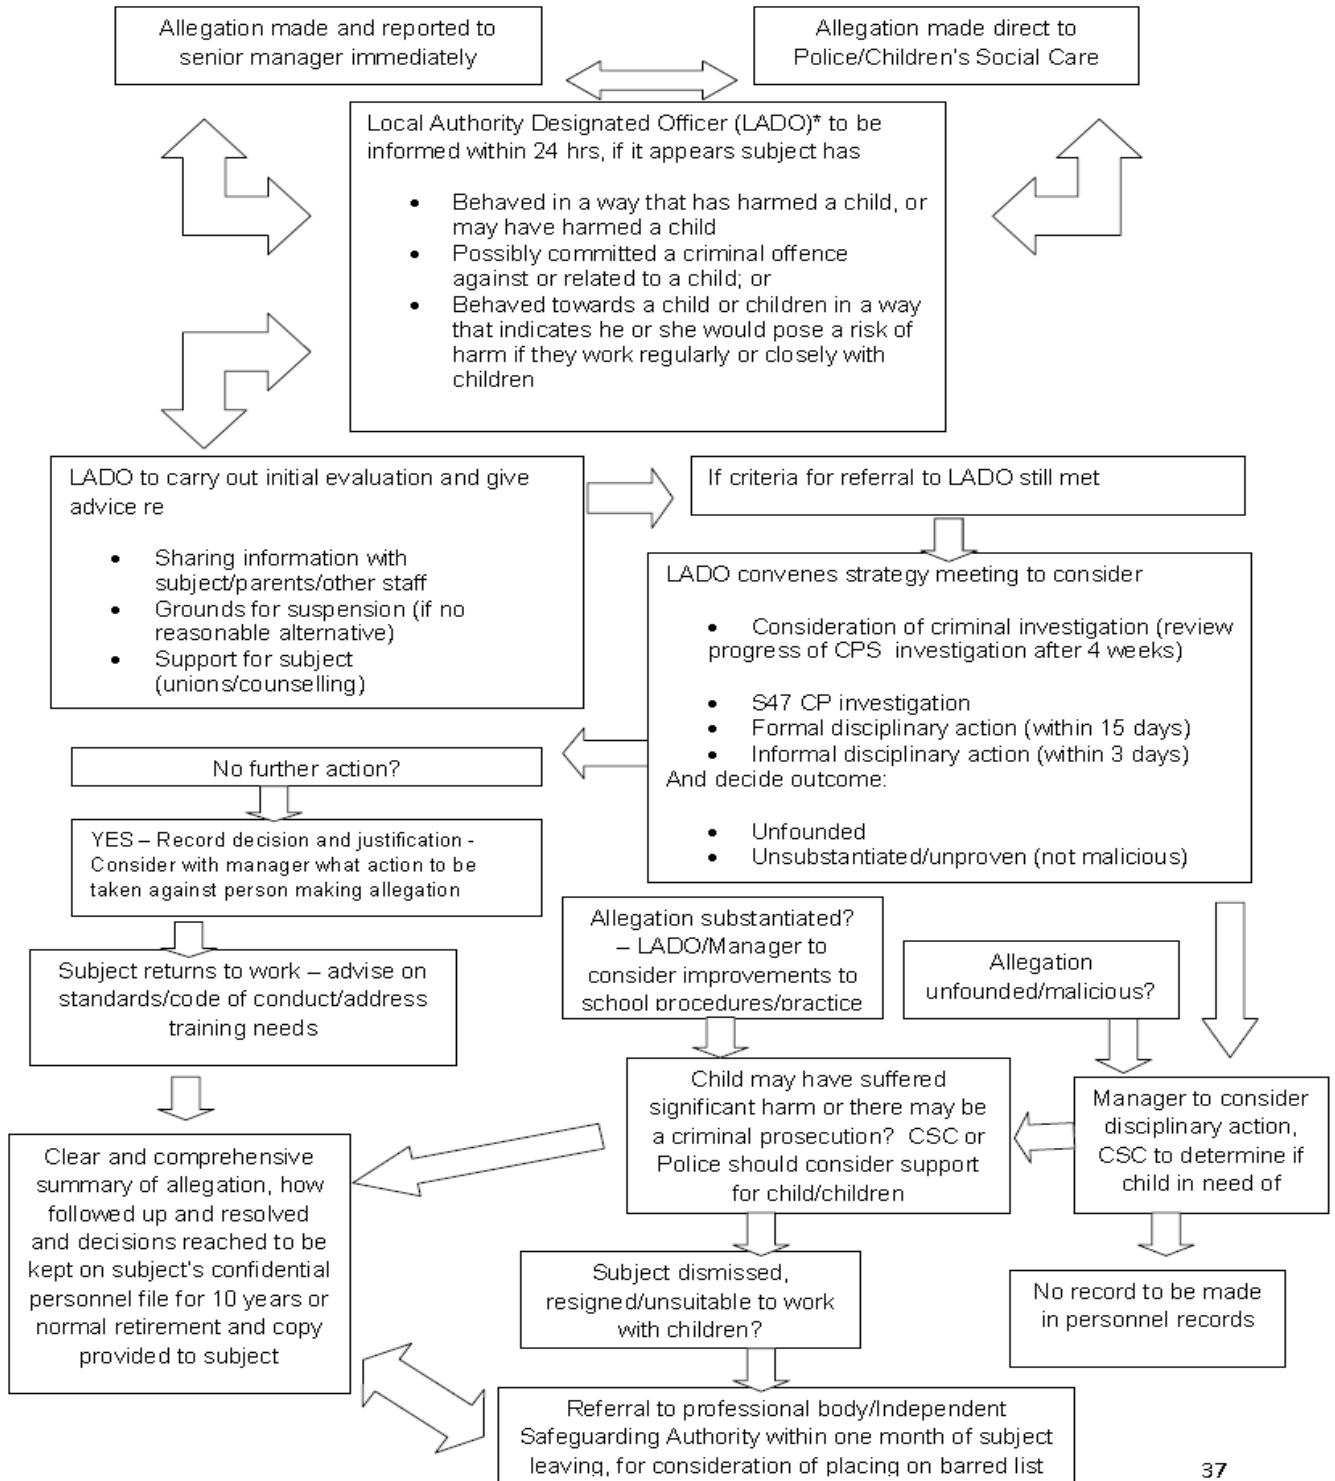 Allegation made and reported to
senior manager immediately
Allegation made direct to
Police/Children's Social Care
Local Authority Designated Officer (LADO)* to be
informed within 24 hrs, if it appears subject has
• Behaved in a way that has harmed a child, or
may have harmed a child
• Possibly committed a criminal offence
against or related to a child; or
• Behaved towards a child or children in a way
that indicates he or she would pose a risk of
harm if they work regularly or closely with
children
LADO to carry out initial evaluation and give
advice re
• Sharing information with
subject/parents/other staff
• Grounds for suspension (if no
reasonable alternative)
• Support for subject
(unions/counselling)
If criteria for referral to LADO still met
LADO convenes strategy meeting to consider
• Consideration of criminal investigation (review
progress of CPS investigation after 4 weeks)
• S47 CP investigation
• Formal disciplinary action (within 15 days)
• Informal disciplinary action (within 3 days)
And decide outcome:
• Unfounded
• Unsubstantiated/unproven (not malicious)
No further action?
YES – Record decision and justification -
Consider with manager what action to be
taken against person making allegation
Subject returns to work – advise on
standards/code of conduct/address
training needs
Allegation substantiated?
– LADO/Manager to
consider improvements to
school procedures/practice
Allegation
unfounded/malicious?
Child may have suffered
significant harm or there may be
a criminal prosecution? CSC or
Police should consider support
for child/children
Manager to consider
disciplinary action,
CSC to determine if
child in need of
Clear and comprehensive
summary of allegation, how
followed up and resolved
and decisions reached to be
kept on subject's confidential
personnel file for 10 years or
normal retirement and copy
provided to subject
Subject dismissed,
resigned/unsuitable to work
with children?
No record to be made
in personnel records
Referral to professional body/Independent
Safeguarding Authority within one month of subject
leaving, for consideration of placing on barred list
37